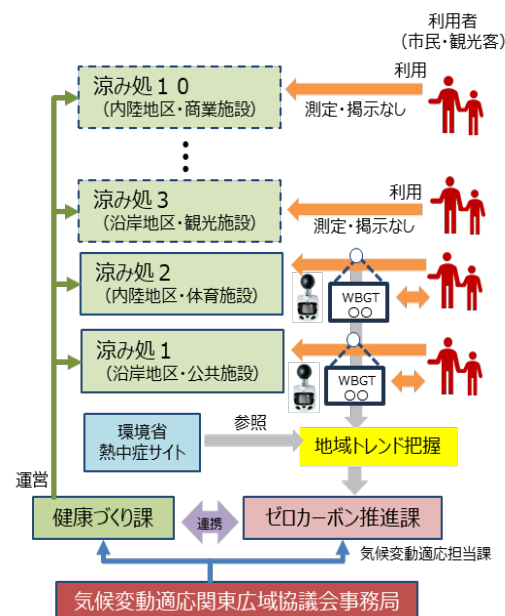 利用者
(市民・観光客)
涼み処１０
(内陸地区・商業施設)
利用
測定・掲示なし
涼み処３
(沿岸地区・観光施設)
利用
測定・掲示なし
涼み処２
(内陸地区・体育施設)
WBGT
○○
涼み処１
(沿岸地区・公共施設)
WBGT
○○
環境省
熱中症サイト
参照
地域トレンド把握
運営
健康づくり課
連携
ゼロカーボン推進課
気候変動適応担当課
気候変動適応関東広域協議会事務局